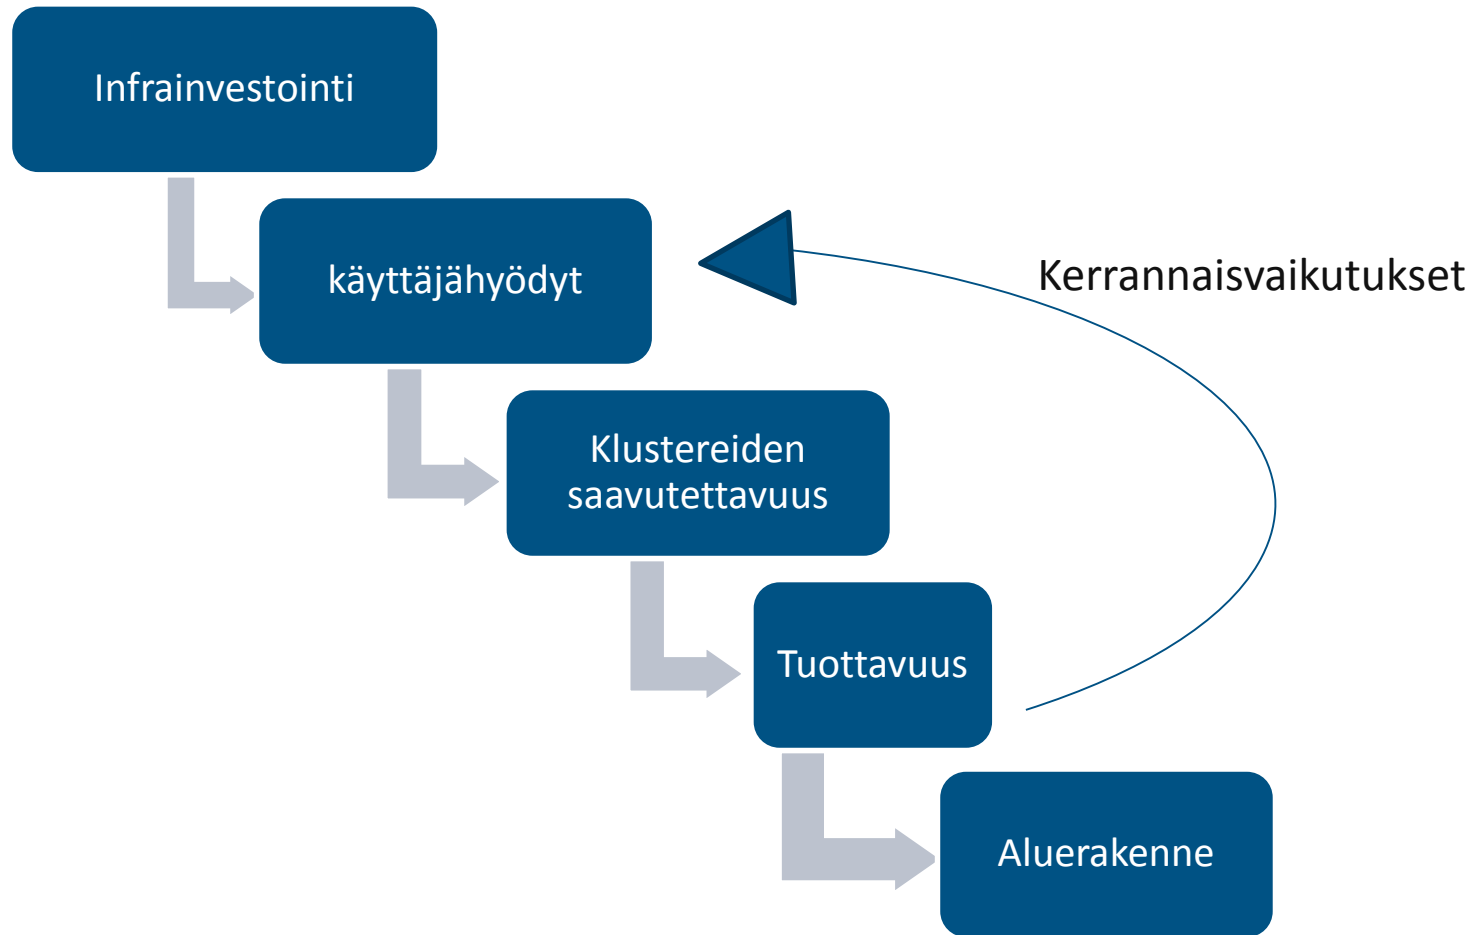 Infrainvestointi
käyttäjähyödyt
Kerrannaisvaikutukset
Klustereiden
saavutettavuus
Tuottavuus
Aluerakenne